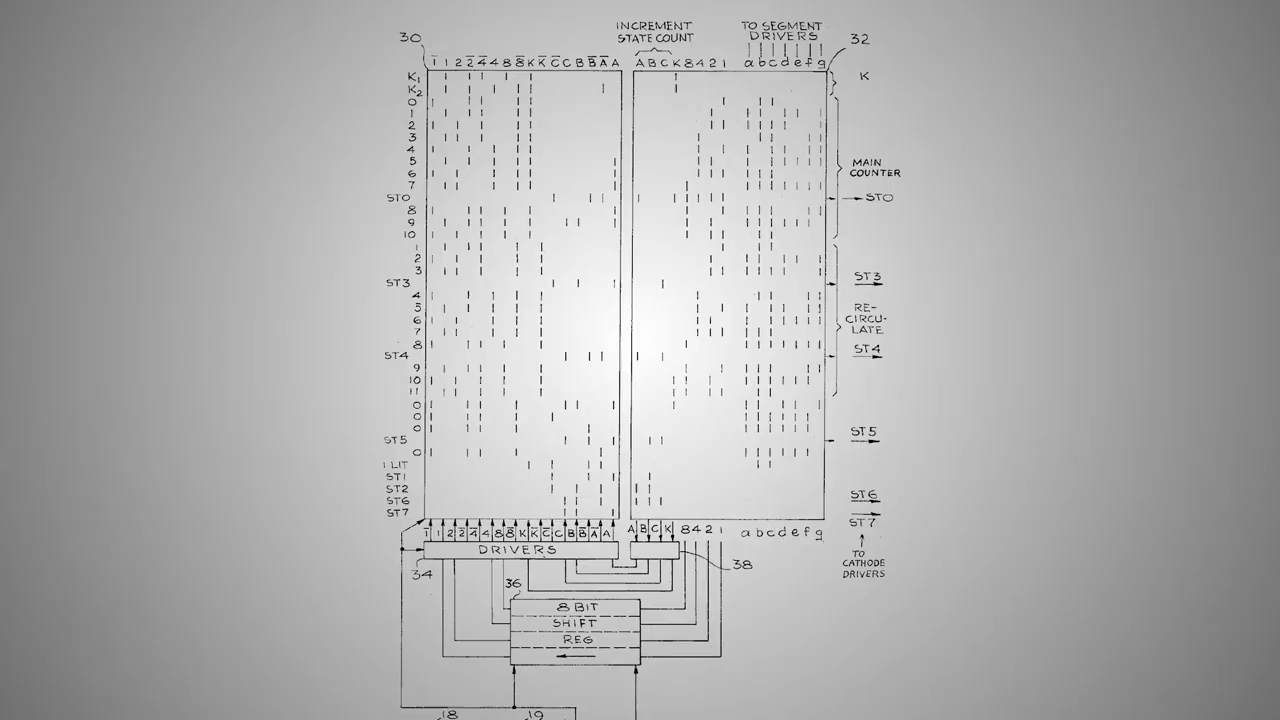 INCREMENT
STATE COUNT
TO SEGMENT
DRIVERS
30
32
1̅ 1 2 2̅ 4̅ 4 8 8̅ K K̅ C̅ C B B̅ A̅ A
A B C K 8 4 2 1
a b c d e f g
K₁
K
K₂
0
1
2
3
4
5
6
7
MAIN
COUNTER
ST0
→ ST0
8
9
10
1
2
3
ST3
ST3
4
5
6
7
8
RE-
CIRCU-
LATE
ST4
ST4
9
10
11
0
0
0
ST5
ST5
0
1 LIT
ST1
ST2
ST6
ST7
ST6
ST7
1̅ 1 2 2̅ 4̅ 4 8 8̅ K K̅ C̅ C B B̅ A̅ A
A B C K 8 4 2 1
a b c d e f g
DRIVERS
TO
CATHODE
DRIVERS
34
38
36
8 BIT
SHIFT
REG
18
19